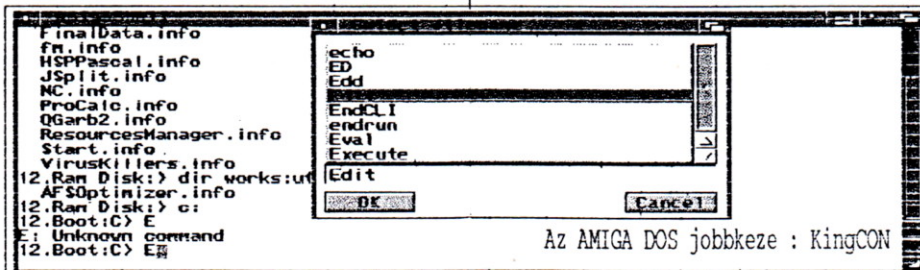 FinalData.info
fm.info
HSPPascal.info
JSplit.info
NC.info
ProCalc.info
QGarb2.info
ResourcesManager.info
Start.info
VirusKillers.info
12.Ram Disk:> dir works:ut
AFSOptimizer.info
12.Ram Disk:> c:
12.Boot:C> E
E: Unknown command
12.Boot:C> E
echo
ED
Edd
EndCLI
endrun
Eval
Execute
Edit
OK
Cancel
Az AMIGA DOS jobbkeze : KingCON